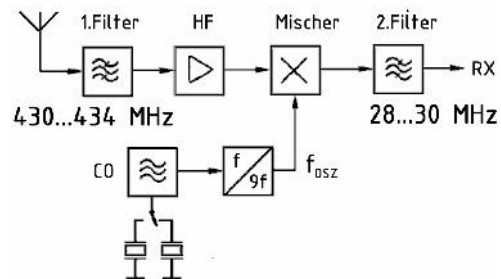 1.Filter HF Mischer 2.Filter
RX
430...434 MHz 28...30 MHz
CO f 9f fosz